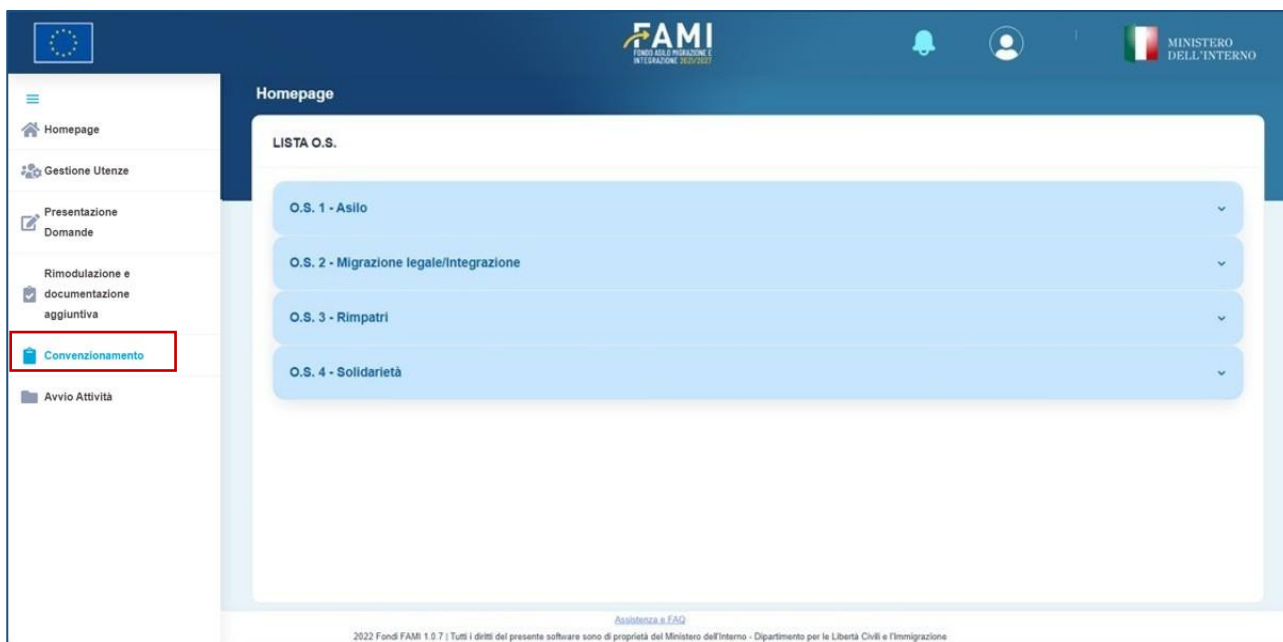 FAMI
FONDO ASILO MIGRAZIONE E
INTEGRAZIONE 2021/2027
MINISTERO
DELL'INTERNO
Homepage
Homepage
Gestione Utenze
Presentazione
Domande
Rimodulazione e
documentazione
aggiuntiva
Convenzionamento
Avvio Attività
LISTA O.S.
O.S. 1 - Asilo
O.S. 2 - Migrazione legale/Integrazione
O.S. 3 - Rimpatri
O.S. 4 - Solidarietà
Assistenza e FAQ
2022 Fondi FAMI 1.0.7 | Tutti i diritti del presente software sono di proprietà del Ministero dell'Interno - Dipartimento per le Libertà Civili e l'Immigrazione